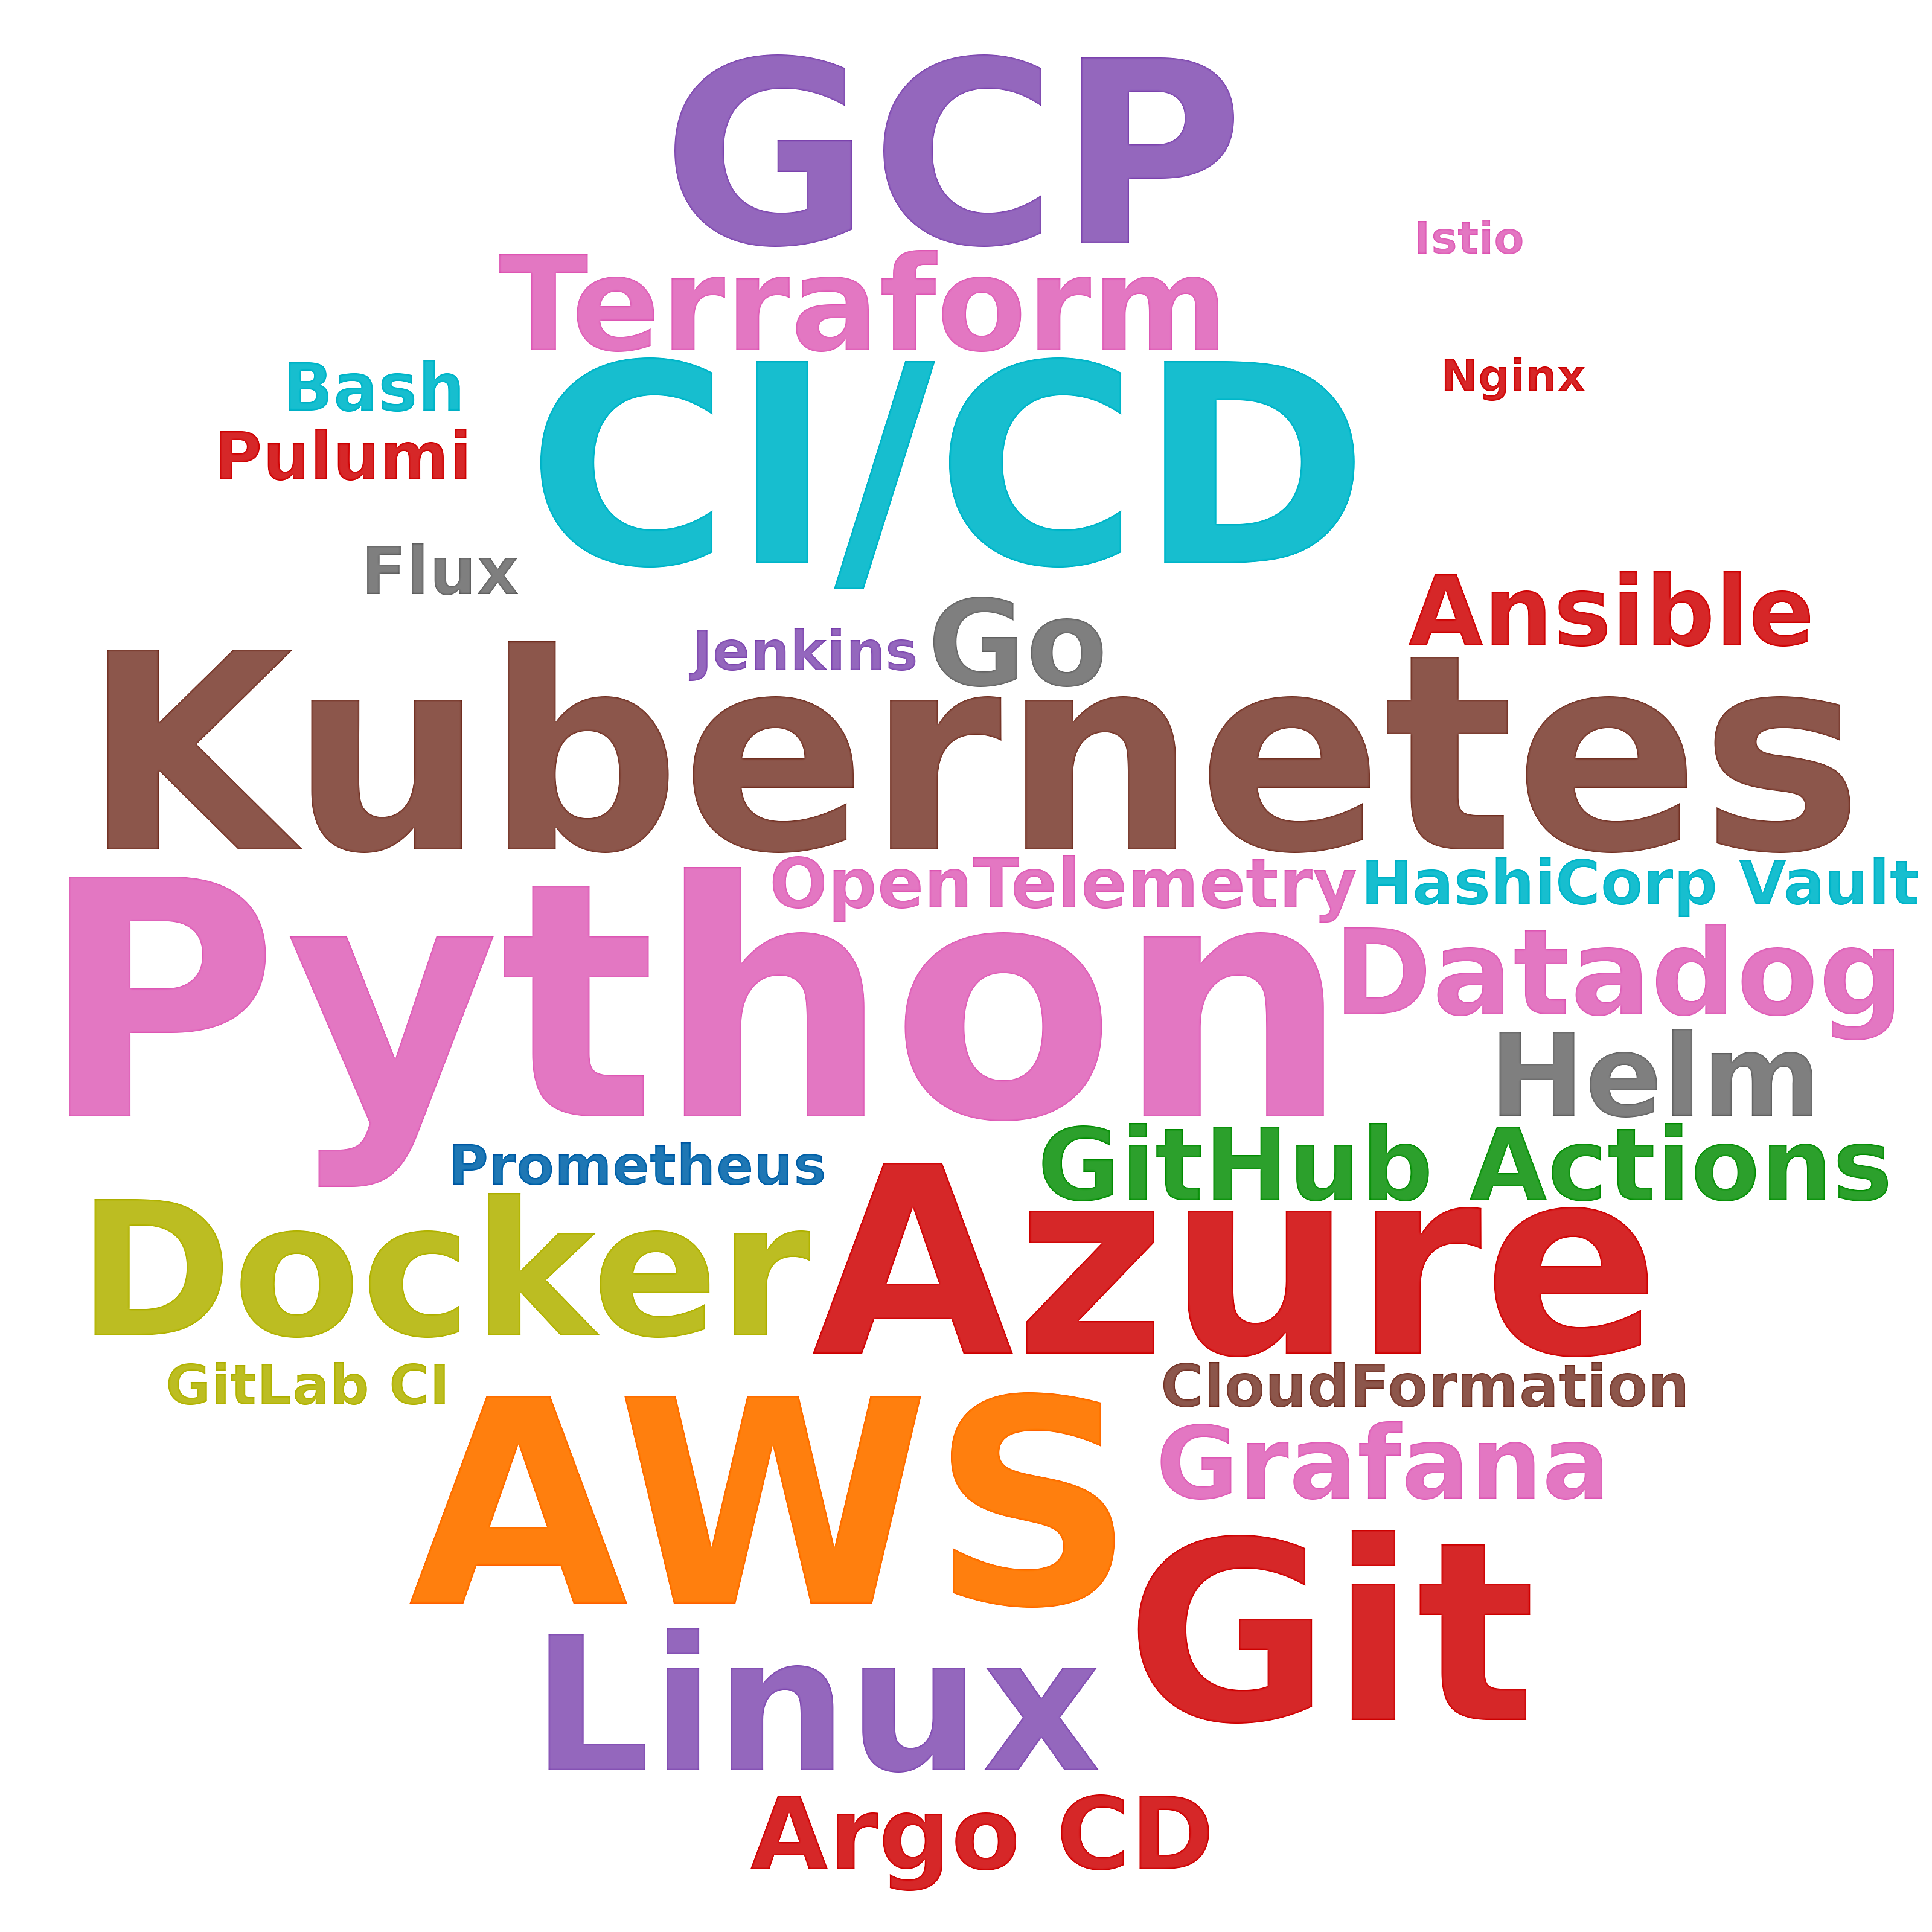 GCP
Istio
Terraform
Bash
Nginx
Pulumi
CI/CD
Flux
Ansible
Jenkins
Go
Kubernetes
OpenTelemetry
HashiCorp Vault
Python
Datadog
Helm
Prometheus
GitHub Actions
Docker
Azure
GitLab CI
CloudFormation
AWS
Grafana
Git
Linux
Argo CD